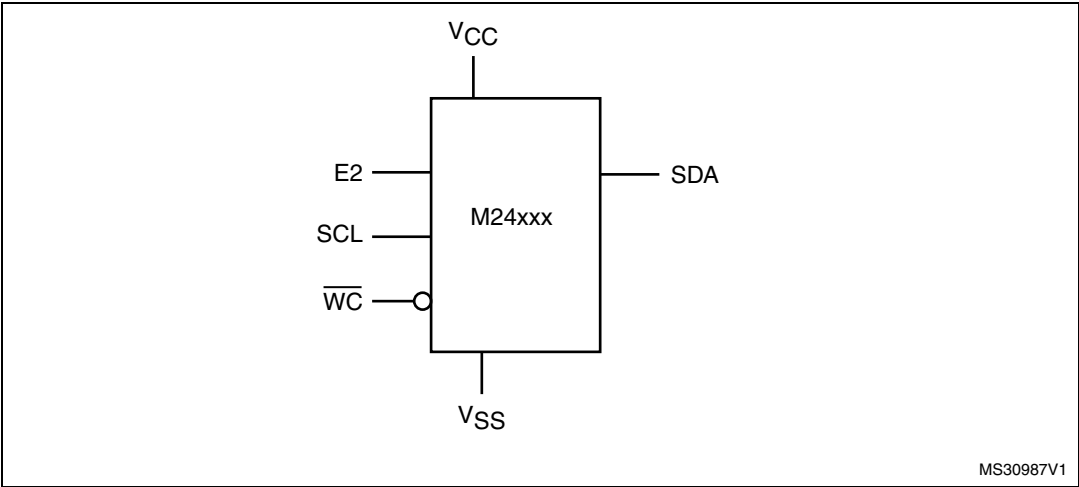 VCC
E2
SDA
M24xxx
SCL
WC
VSS
MS30987V1